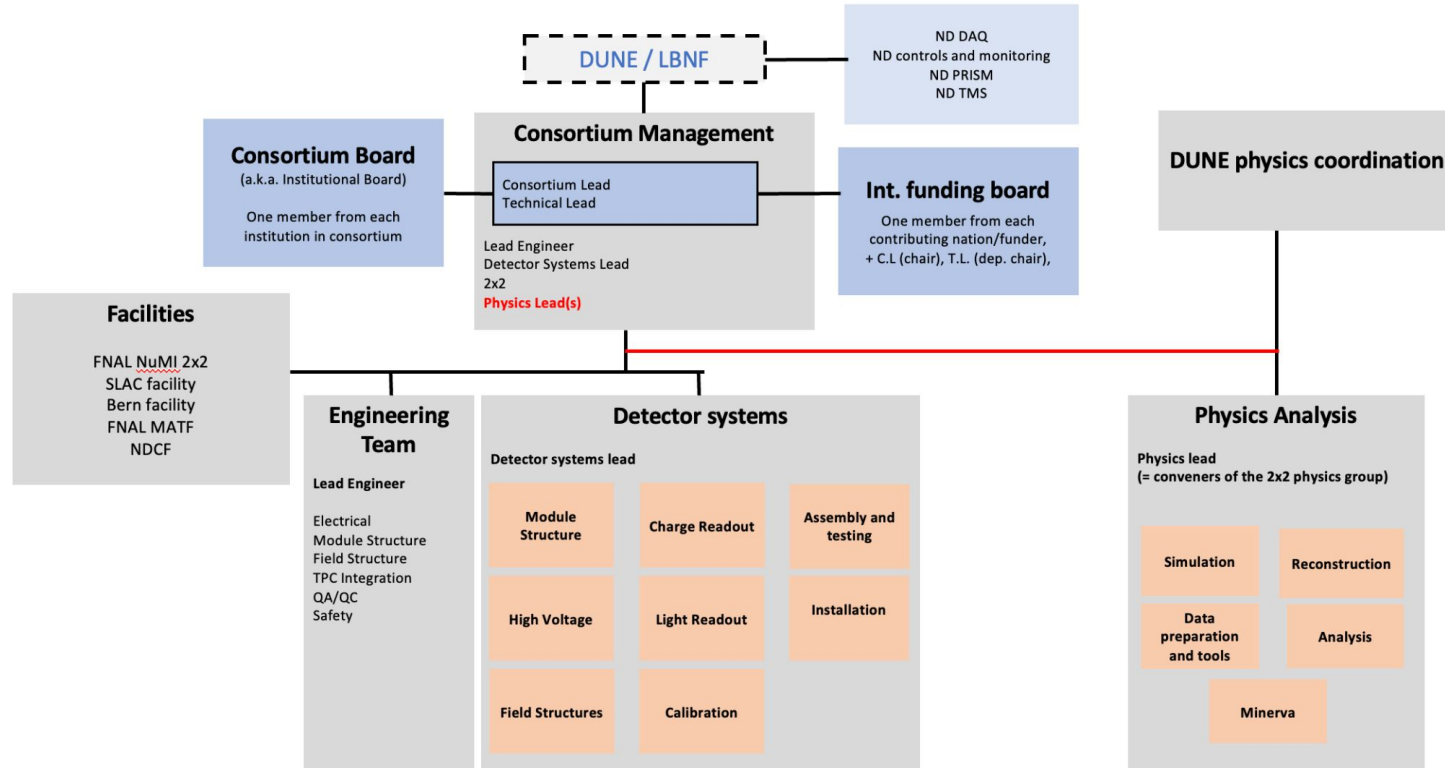 DUNE / LBNF
ND DAQ
ND controls and monitoring
ND PRISM
ND TMS
Consortium Board
(a.k.a. Institutional Board)
One member from each
institution in consortium
Consortium Management
Consortium Lead
Technical Lead
Lead Engineer
Detector Systems Lead
2x2
Physics Lead(s)
Int. funding board
One member from each
contributing nation/funder,
+ C.L (chair), T.L. (dep. chair),
DUNE physics coordination
Facilities
FNAL NuMI 2x2
SLAC facility
Bern facility
FNAL MATF
NDCF
Engineering
Team
Lead Engineer
Electrical
Module Structure
Field Structure
TPC Integration
QA/QC
Safety
Detector systems
Detector systems lead
Module
Structure
Charge Readout
Assembly and
testing
High Voltage
Light Readout
Installation
Field Structures
Calibration
Physics Analysis
Physics lead
(= conveners of the 2x2 physics group)
Simulation
Reconstruction
Data
preparation
and tools
Analysis
Minerva